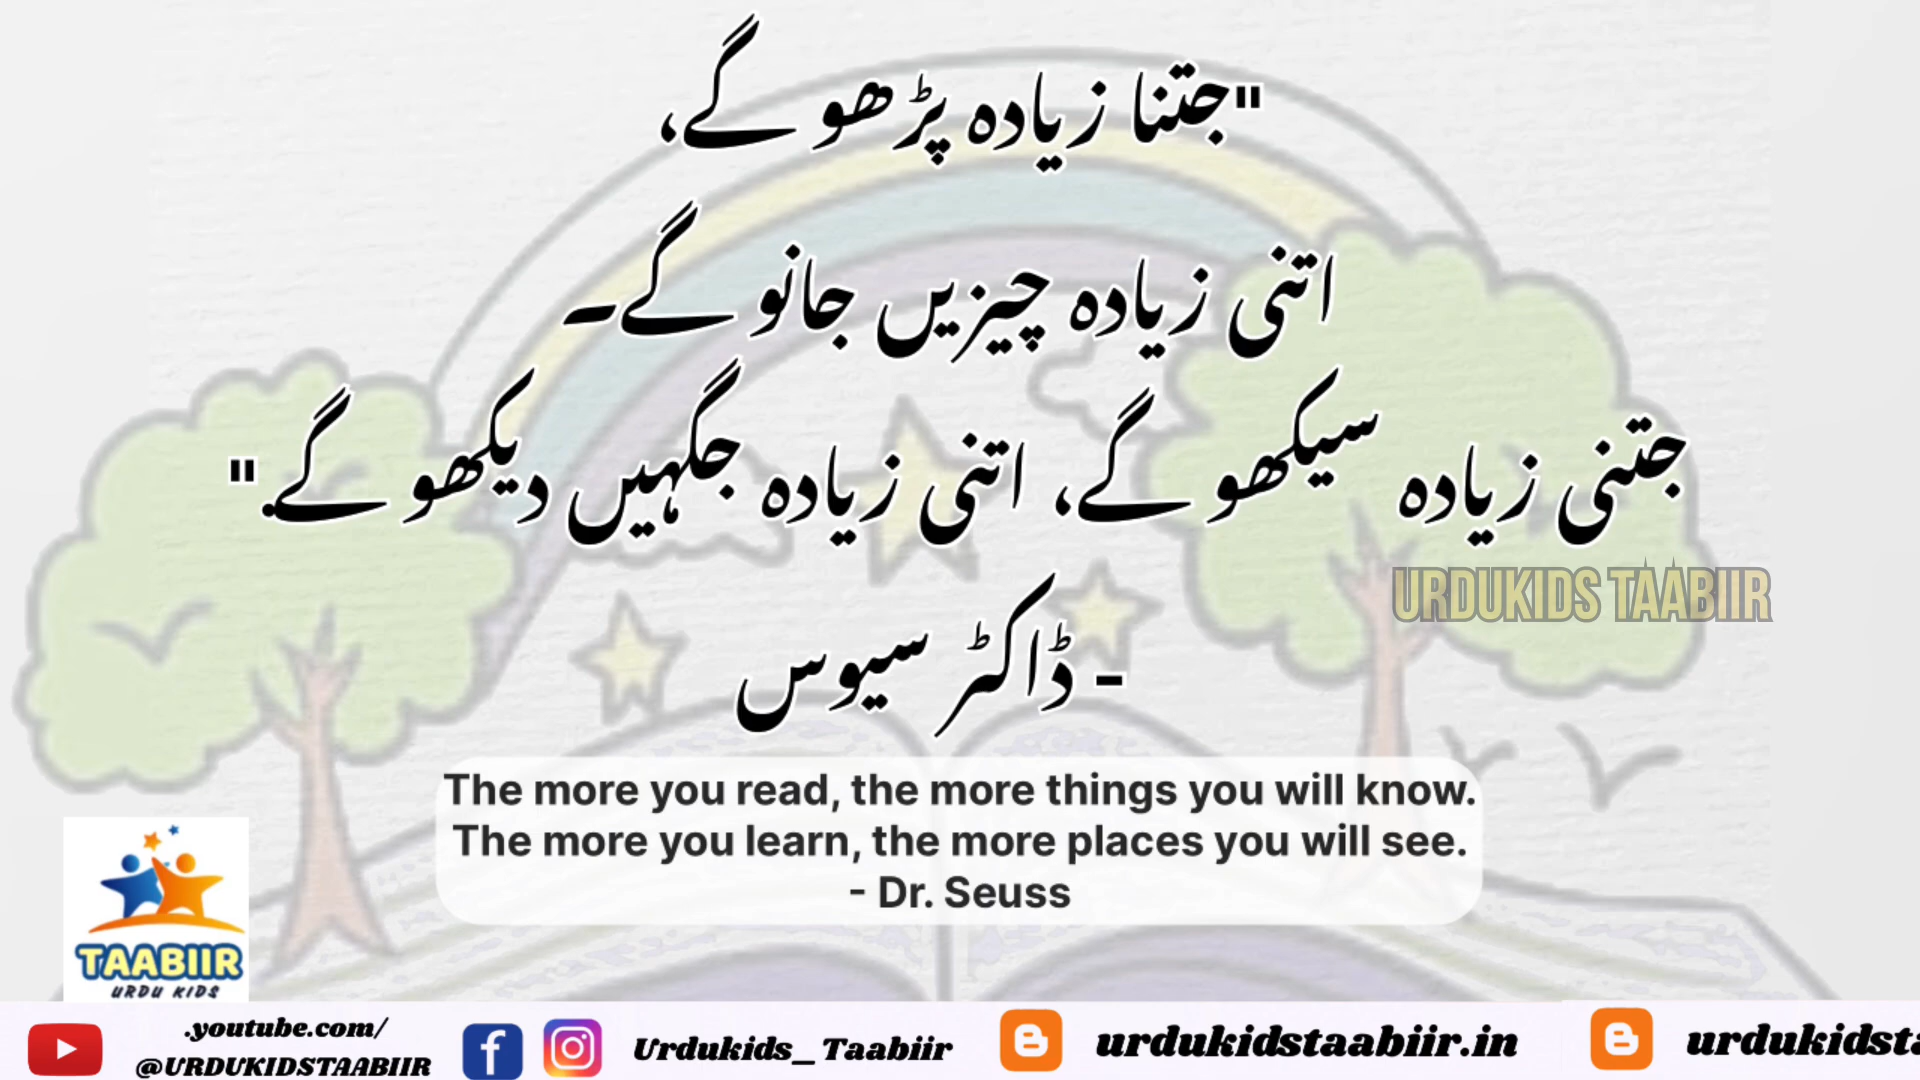 "جتنا زیادہ پڑھو گے،
اتنی زیادہ چیزیں جانو گے۔
جتنی زیادہ سیکھو گے، اتنی زیادہ جگہیں دیکھو گے."
- ڈاکٹر سیوس
URDUKIDS TAABIIR
The more you read, the more things you will know.
The more you learn, the more places you will see.
- Dr. Seuss
TAABIIR
URDU KIDS
.youtube.com/
@URDUKIDSTAABIIR
Urdukids_Taabiir
urdukidstaabiir.in
urdukidsta